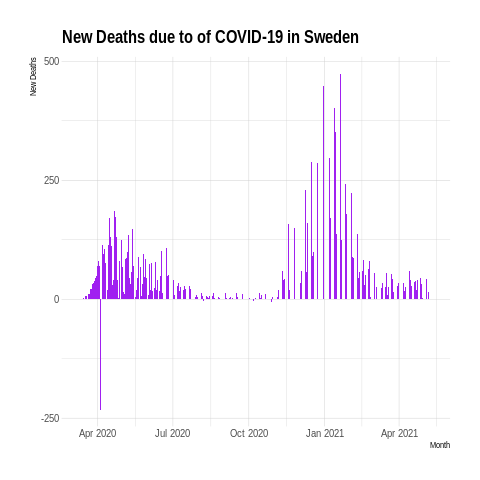 New Deaths due to of COVID-19 in Sweden
New Deaths
500
250
0
-250
Apr 2020 Jul 2020 Oct 2020 Jan 2021 Apr 2021
Month